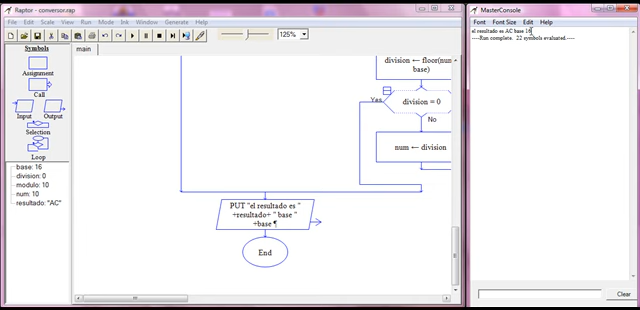 Raptor - conversor.rap
File Edit Scale View Run Mode Ink Window Generate Help
125%
Symbols
main
Assignment
Call
Input Output
Selection
Loop
base: 16
division: 0
modulo: 10
num: 10
resultado: "AC"
division ← floor(num
base)
Yes
division = 0
No
num ← division
PUT "el resultado es "
+resultado+ " base "
+base ¶
End
MasterConsole
Font Font Size Edit Help
el resultado es AC base 16
----Run complete. 22 symbols evaluated.----
Clear